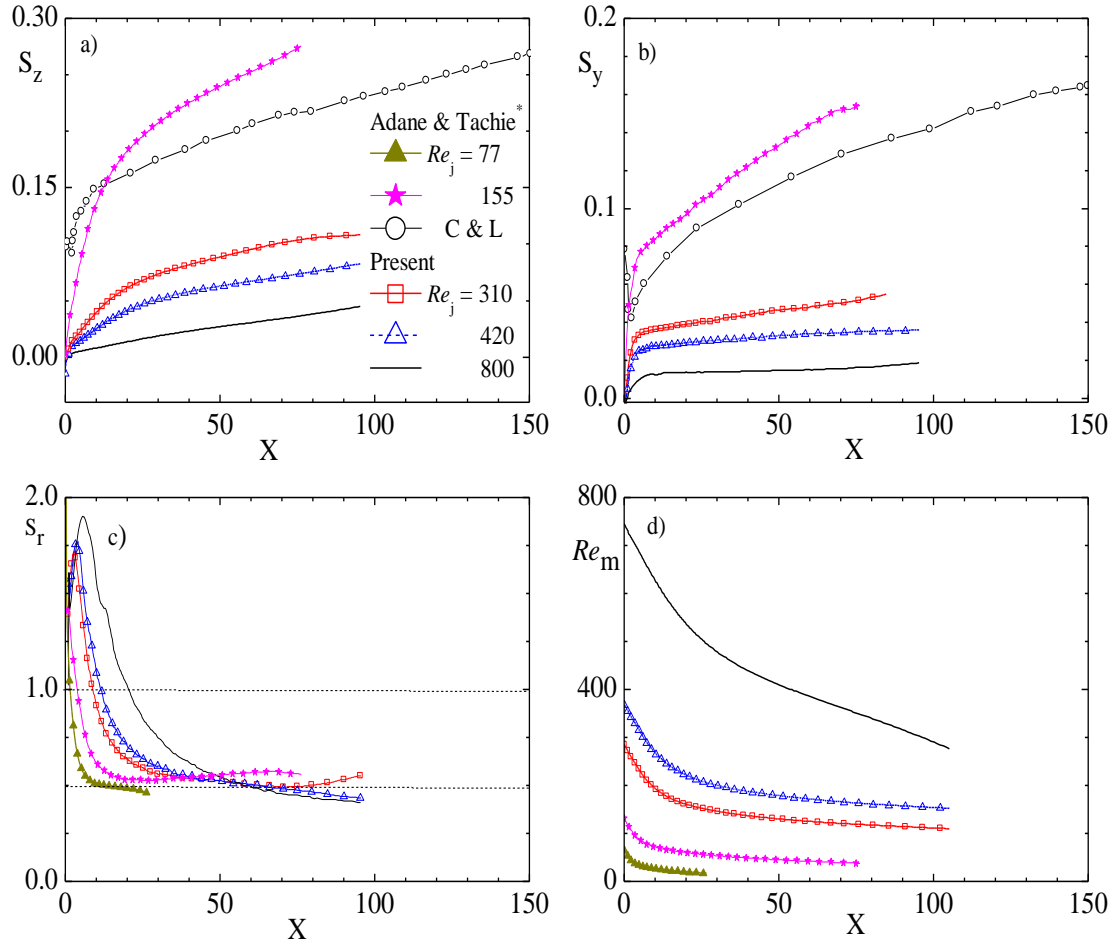 0.30
a)
S_z
0.15
0.00
0
50
100
150
X
Adane & Tachie*
Re_j = 77
155
C & L
Present
Re_j = 310
420
800
0.2
b)
S_y
0.1
0.0
0
50
100
150
X
2.0
S_r
c)
1.0
0.0
0
50
100
150
X
800
d)
Re_m
400
0
0
50
100
150
X